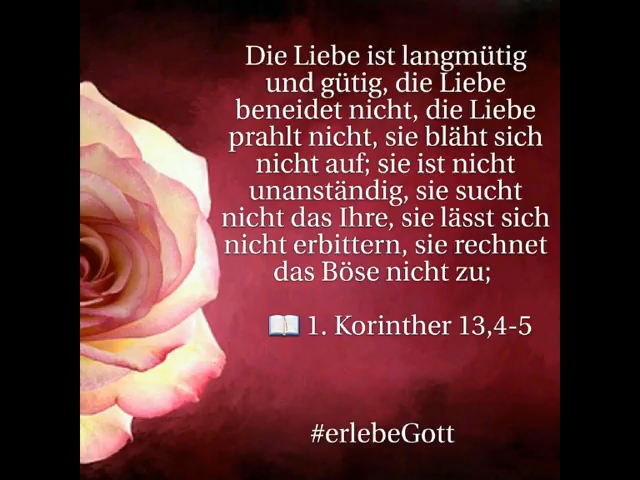 Die Liebe ist langmütig
und gütig, die Liebe
beneidet nicht, die Liebe
prahlt nicht, sie bläht sich
nicht auf; sie ist nicht
unanständig, sie sucht
nicht das Ihre, sie lässt sich
nicht erbittern, sie rechnet
das Böse nicht zu;
📖 1. Korinther 13,4-5
#erlebeGott